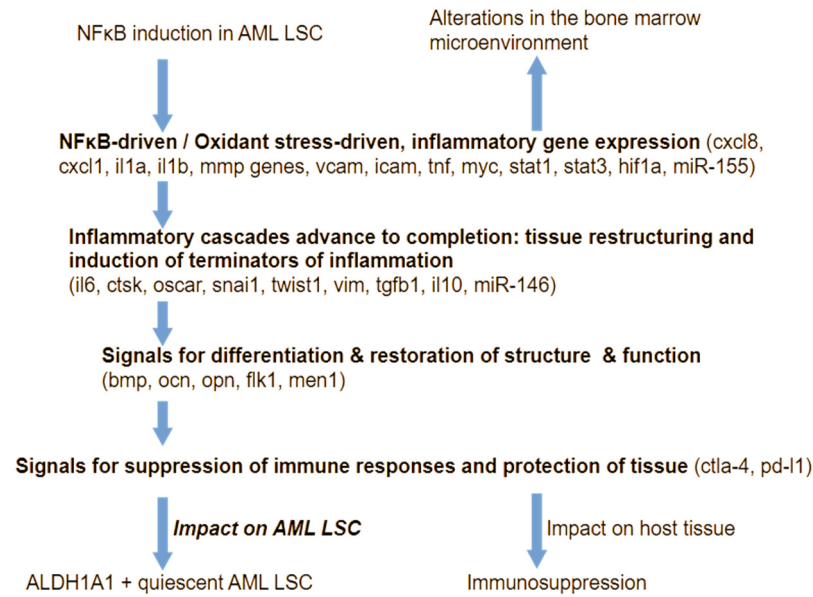 NFκB induction in AML LSC
Alterations in the bone marrow
microenvironment
NFκB-driven / Oxidant stress-driven, inflammatory gene expression (cxcl8,
cxcl1, il1a, il1b, mmp genes, vcam, icam, tnf, myc, stat1, stat3, hif1a, miR-155)
Inflammatory cascades advance to completion: tissue restructuring and
induction of terminators of inflammation
(il6, ctsk, oscar, snai1, twist1, vim, tgfb1, il10, miR-146)
Signals for differentiation & restoration of structure & function
(bmp, ocn, opn, flk1, men1)
Signals for suppression of immune responses and protection of tissue (ctla-4, pd-l1)
Impact on AML LSC
Impact on host tissue
ALDH1A1 + quiescent AML LSC
Immunosuppression